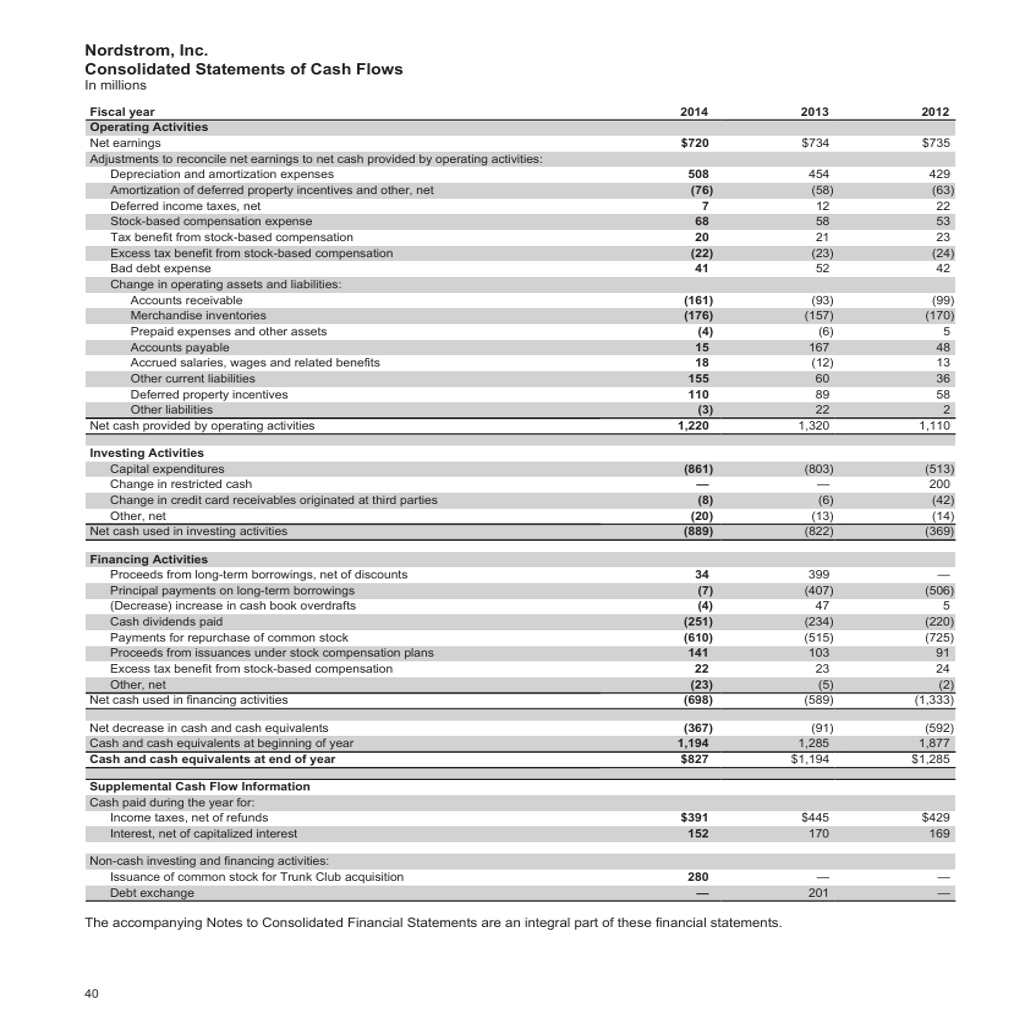 Nordstrom, Inc.
Consolidated Statements of Cash Flows
In millions
Fiscal year 2014 2013 2012
Operating Activities
Net earnings $720 $734 $735
Adjustments to reconcile net earnings to net cash provided by operating activities:
Depreciation and amortization expenses 508 454 429
Amortization of deferred property incentives and other, net (76) (58) (63)
Deferred income taxes, net 7 12 22
Stock-based compensation expense 68 58 53
Tax benefit from stock-based compensation 20 21 23
Excess tax benefit from stock-based compensation (22) (23) (24)
Bad debt expense 41 52 42
Change in operating assets and liabilities:
Accounts receivable (161) (93) (99)
Merchandise inventories (176) (157) (170)
Prepaid expenses and other assets (4) (6) 5
Accounts payable 15 167 48
Accrued salaries, wages and related benefits 18 (12) 13
Other current liabilities 155 60 36
Deferred property incentives 110 89 58
Other liabilities (3) 22 2
Net cash provided by operating activities 1,220 1,320 1,110
Investing Activities
Capital expenditures (861) (803) (513)
Change in restricted cash — — 200
Change in credit card receivables originated at third parties (8) (6) (42)
Other, net (20) (13) (14)
Net cash used in investing activities (889) (822) (369)
Financing Activities
Proceeds from long-term borrowings, net of discounts 34 399 —
Principal payments on long-term borrowings (7) (407) (506)
(Decrease) increase in cash book overdrafts (4) 47 5
Cash dividends paid (251) (234) (220)
Payments for repurchase of common stock (610) (515) (725)
Proceeds from issuances under stock compensation plans 141 103 91
Excess tax benefit from stock-based compensation 22 23 24
Other, net (23) (5) (2)
Net cash used in financing activities (698) (589) (1,333)
Net decrease in cash and cash equivalents (367) (91) (592)
Cash and cash equivalents at beginning of year 1,194 1,285 1,877
Cash and cash equivalents at end of year $827 $1,194 $1,285
Supplemental Cash Flow Information
Cash paid during the year for:
Income taxes, net of refunds $391 $445 $429
Interest, net of capitalized interest 152 170 169
Non-cash investing and financing activities:
Issuance of common stock for Trunk Club acquisition 280 — —
Debt exchange — 201 —
The accompanying Notes to Consolidated Financial Statements are an integral part of these financial statements.
40